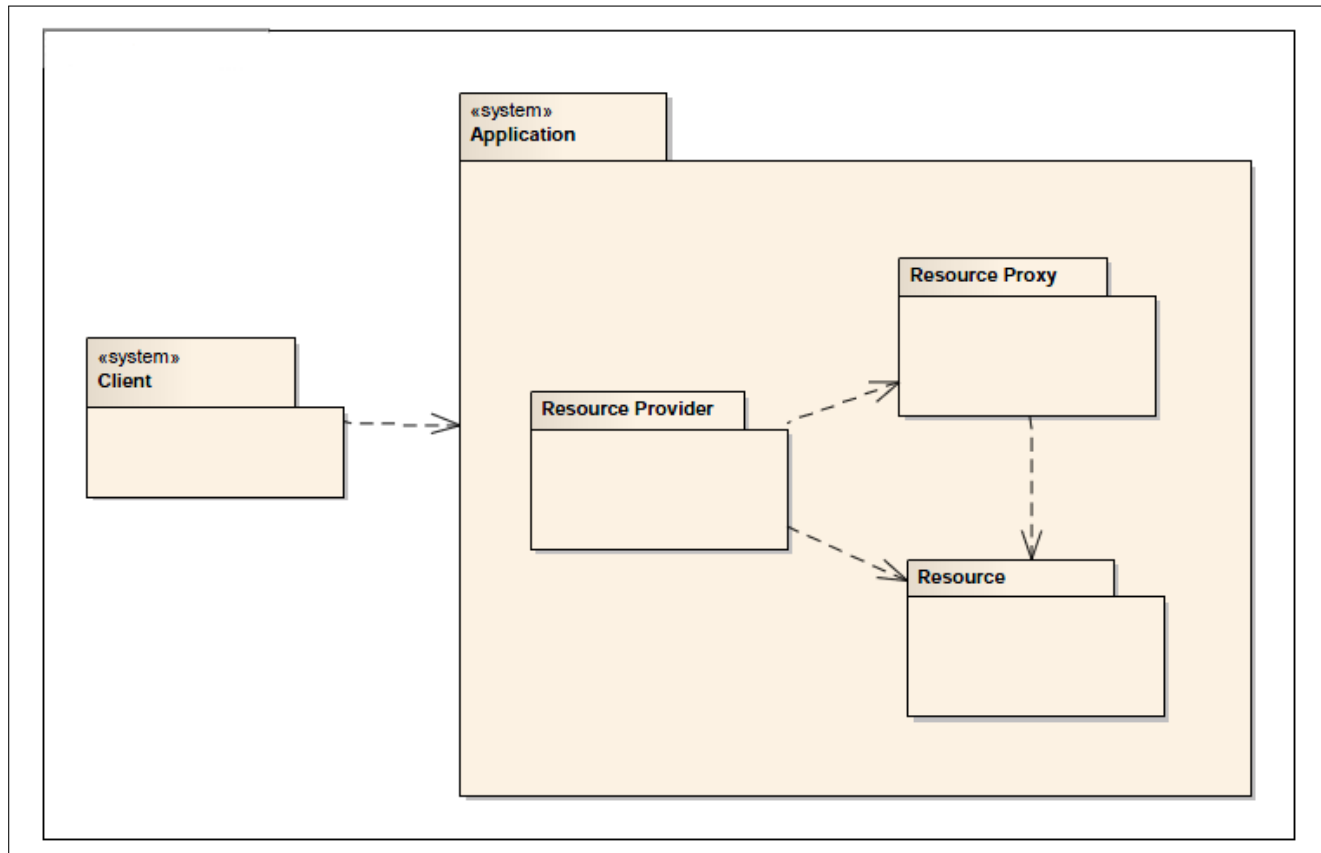 «system»
Application
Resource Proxy
«system»
Client
Resource Provider
Resource